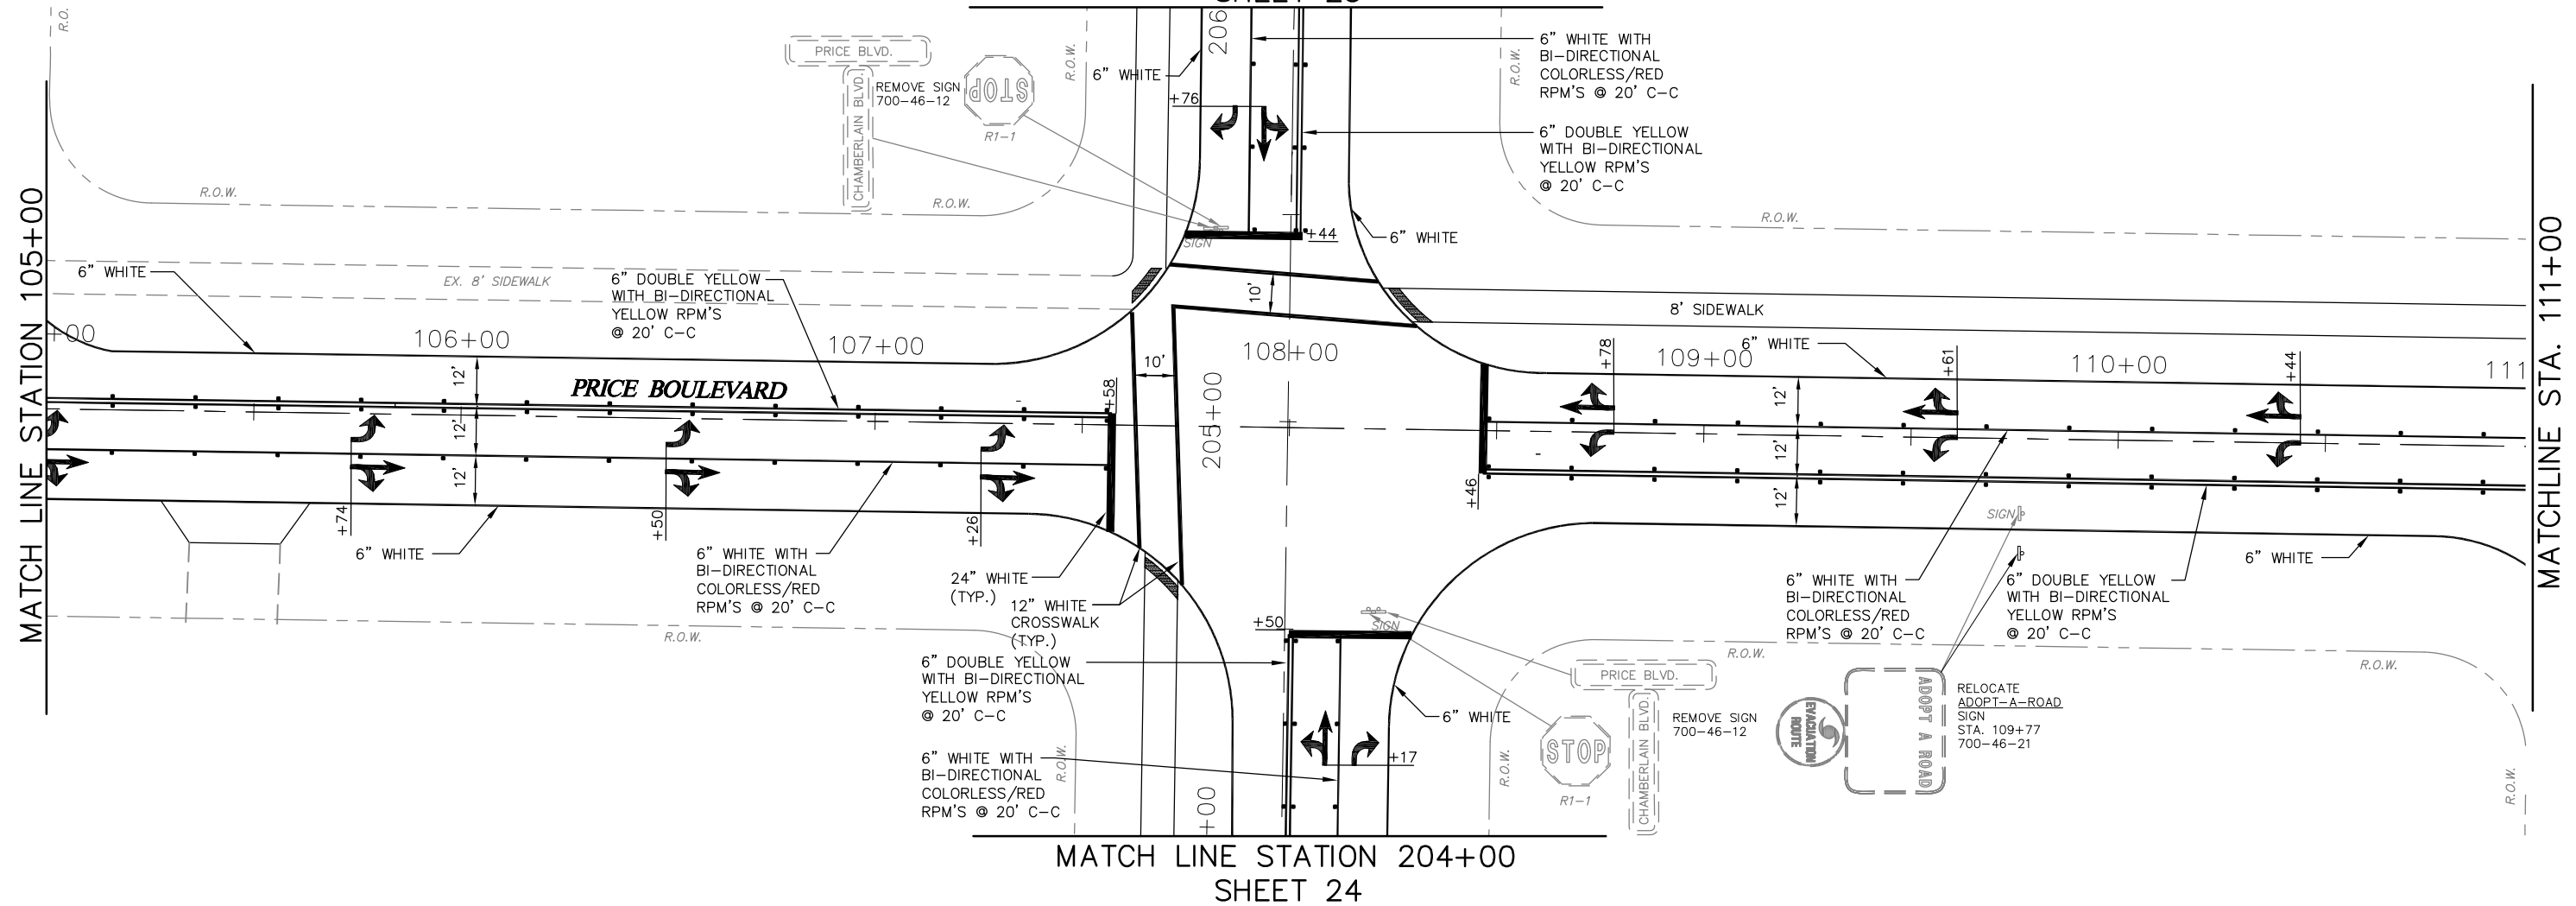 R.O.
PRICE BLVD.
CHAMBERLAIN BLVD.
REMOVE SIGN
700-46-12
STOP
R1-1
R.O.W.
6" WHITE
206
+76
6" WHITE WITH
BI-DIRECTIONAL
COLORLESS/RED
RPM'S @ 20' C-C
6" DOUBLE YELLOW
WITH BI-DIRECTIONAL
YELLOW RPM'S
@ 20' C-C
R.O.W.
R.O.W.
R.O.W.
R.O.W.
SIGN
+44
6" WHITE
MATCH LINE STATION 105+00
MATCHLINE STA. 111+00
6" WHITE
EX. 8' SIDEWALK
6" DOUBLE YELLOW
WITH BI-DIRECTIONAL
YELLOW RPM'S
@ 20' C-C
10'
8' SIDEWALK
+00
106+00
107+00
108+00
109+00
110+00
111
6" WHITE
+78
+61
+44
12'
12'
12'
PRICE BOULEVARD
+58
10'
205+00
12'
12'
12'
+74
+50
+26
+46
6" WHITE
6" WHITE WITH
BI-DIRECTIONAL
COLORLESS/RED
RPM'S @ 20' C-C
24" WHITE
(TYP.)
12" WHITE
CROSSWALK
(TYP.)
SIGN
6" WHITE
6" WHITE WITH
BI-DIRECTIONAL
COLORLESS/RED
RPM'S @ 20' C-C
6" DOUBLE YELLOW
WITH BI-DIRECTIONAL
YELLOW RPM'S
@ 20' C-C
R.O.W.
+50
SIGN
R.O.W.
R.O.W.
6" DOUBLE YELLOW
WITH BI-DIRECTIONAL
YELLOW RPM'S
@ 20' C-C
6" WHITE
PRICE BLVD.
CHAMBERLAIN BLVD.
REMOVE SIGN
700-46-12
STOP
R1-1
EVACUATION
ROUTE
ADOPT A ROAD
RELOCATE
ADOPT-A-ROAD
SIGN
STA. 109+77
700-46-21
6" WHITE WITH
BI-DIRECTIONAL
COLORLESS/RED
RPM'S @ 20' C-C
R.O.W.
+17
R.O.W.
R.O.W.
+00
MATCH LINE STATION 204+00
SHEET 24